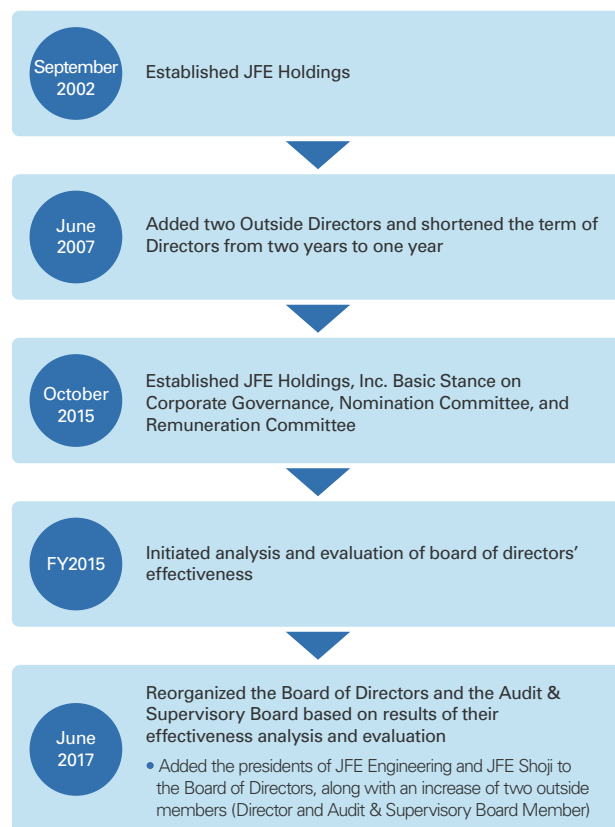 September
2002
Established JFE Holdings
June
2007
Added two Outside Directors and shortened the term of
Directors from two years to one year
October
2015
Established JFE Holdings, Inc. Basic Stance on
Corporate Governance, Nomination Committee, and
Remuneration Committee
FY2015
Initiated analysis and evaluation of board of directors’
effectiveness
June
2017
Reorganized the Board of Directors and the Audit &
Supervisory Board based on results of their
effectiveness analysis and evaluation
• Added the presidents of JFE Engineering and JFE Shoji to
the Board of Directors, along with an increase of two outside
members (Director and Audit & Supervisory Board Member)